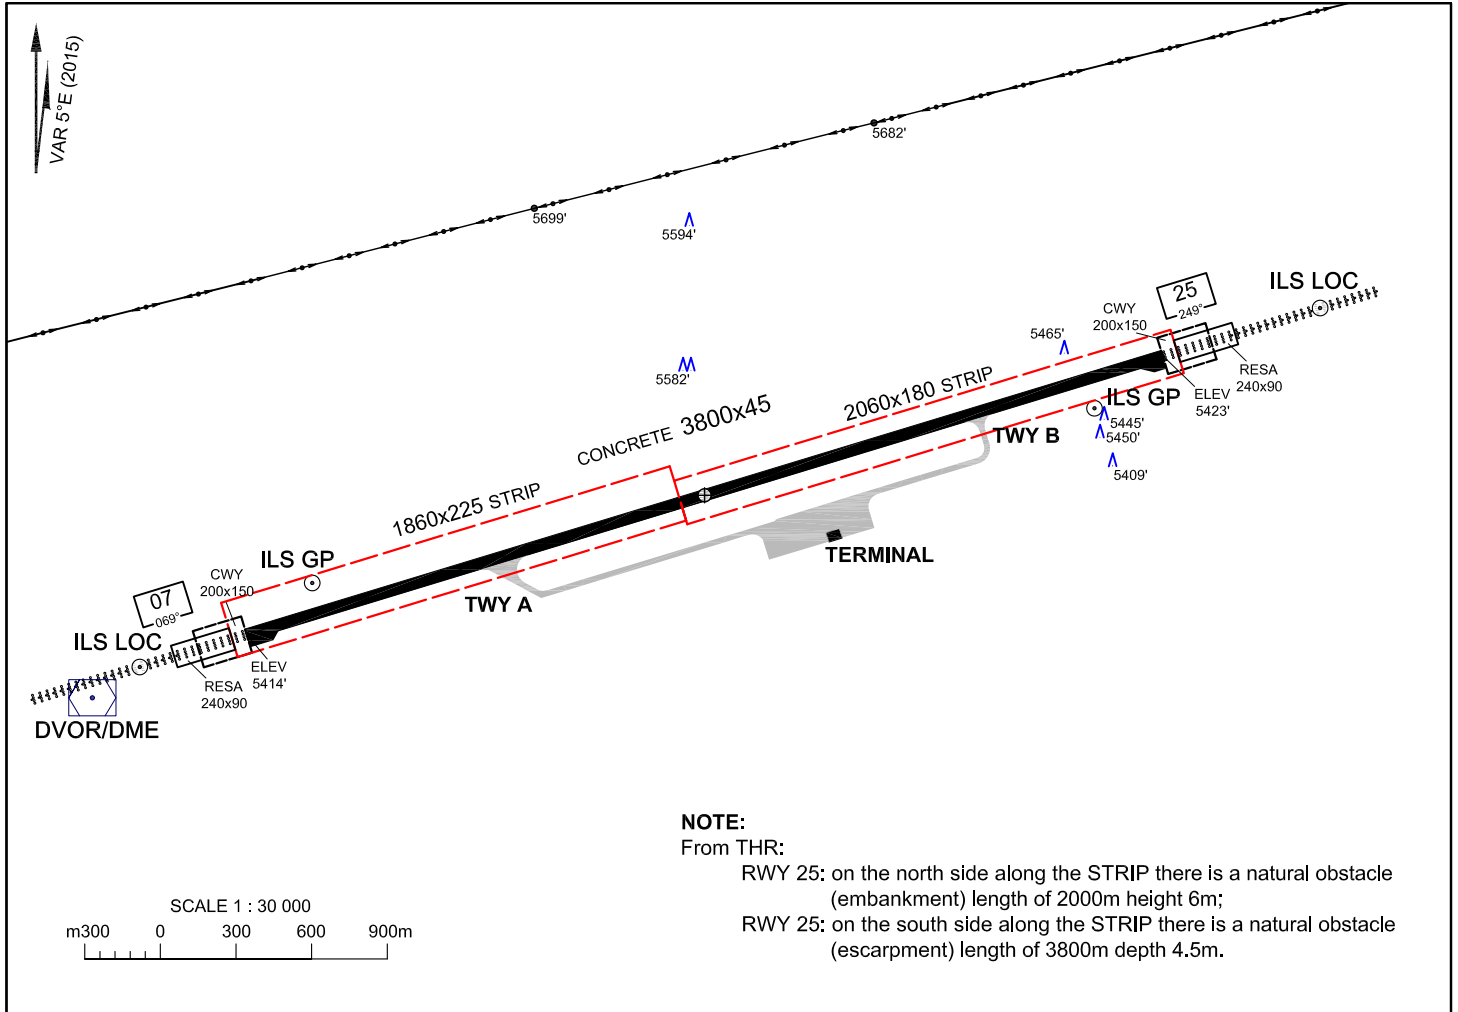 VAR 5°E (2015)
5682'
5699'
5594'
25
249°
ILS LOC
CWY
200x150
5465'
5582'
RESA
240x90
ELEV
5423'
2060x180 STRIP
ILS GP
5445'
5450'
5409'
CONCRETE 3800x45
TWY B
1860x225 STRIP
TERMINAL
ILS GP
CWY
200x150
07
069°
TWY A
ILS LOC
ELEV
5414'
RESA
240x90
DVOR/DME
NOTE:
From THR:
RWY 25: on the north side along the STRIP there is a natural obstacle
(embankment) length of 2000m height 6m;
RWY 25: on the south side along the STRIP there is a natural obstacle
(escarpment) length of 3800m depth 4.5m.
SCALE 1 : 30 000
m300 0 300 600 900m